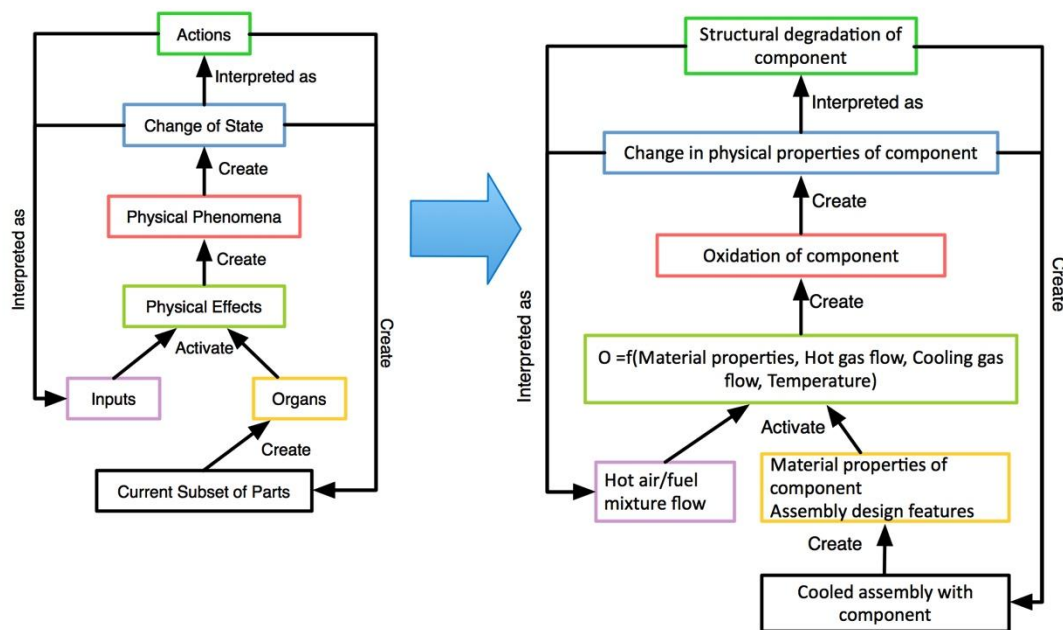 Actions
Interpreted as
Change of State
Create
Physical Phenomena
Create
Physical Effects
Activate
Inputs
Organs
Create
Current Subset of Parts
Interpreted as
Create
Structural degradation of
component
Interpreted as
Change in physical properties of component
Create
Oxidation of component
Create
O =f(Material properties, Hot gas flow, Cooling gas
flow, Temperature)
Activate
Hot air/fuel
mixture flow
Material properties of
component
Assembly design features
Create
Cooled assembly with
component
Interpreted as
Create